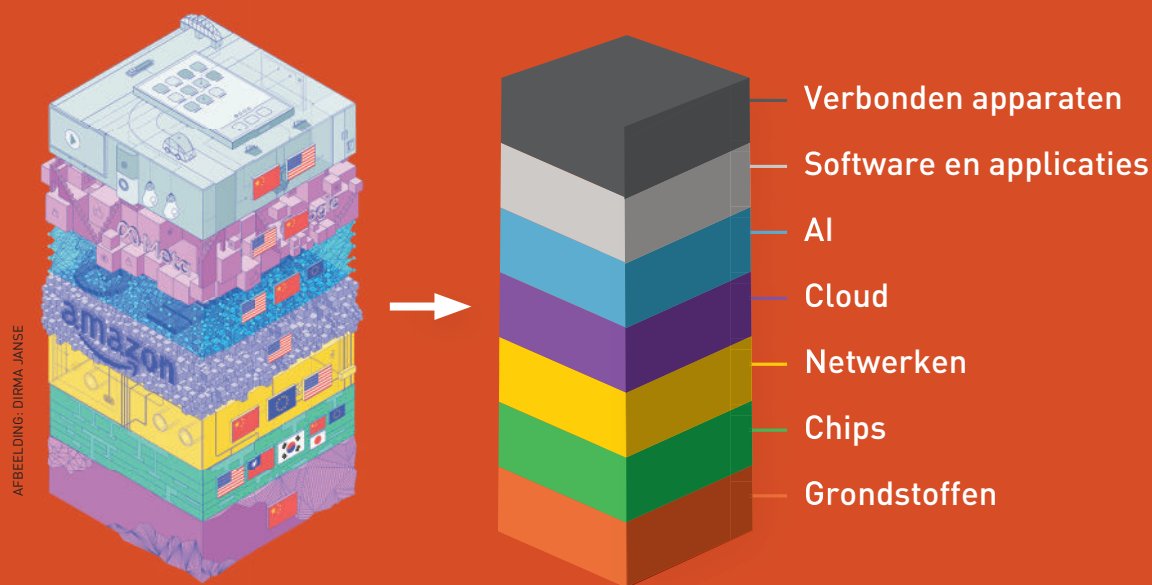 Verbonden apparaten
Software en applicaties
AI
Cloud
Netwerken
Chips
Grondstoffen
amazon
AFBEELDING: DIRMA JANSE